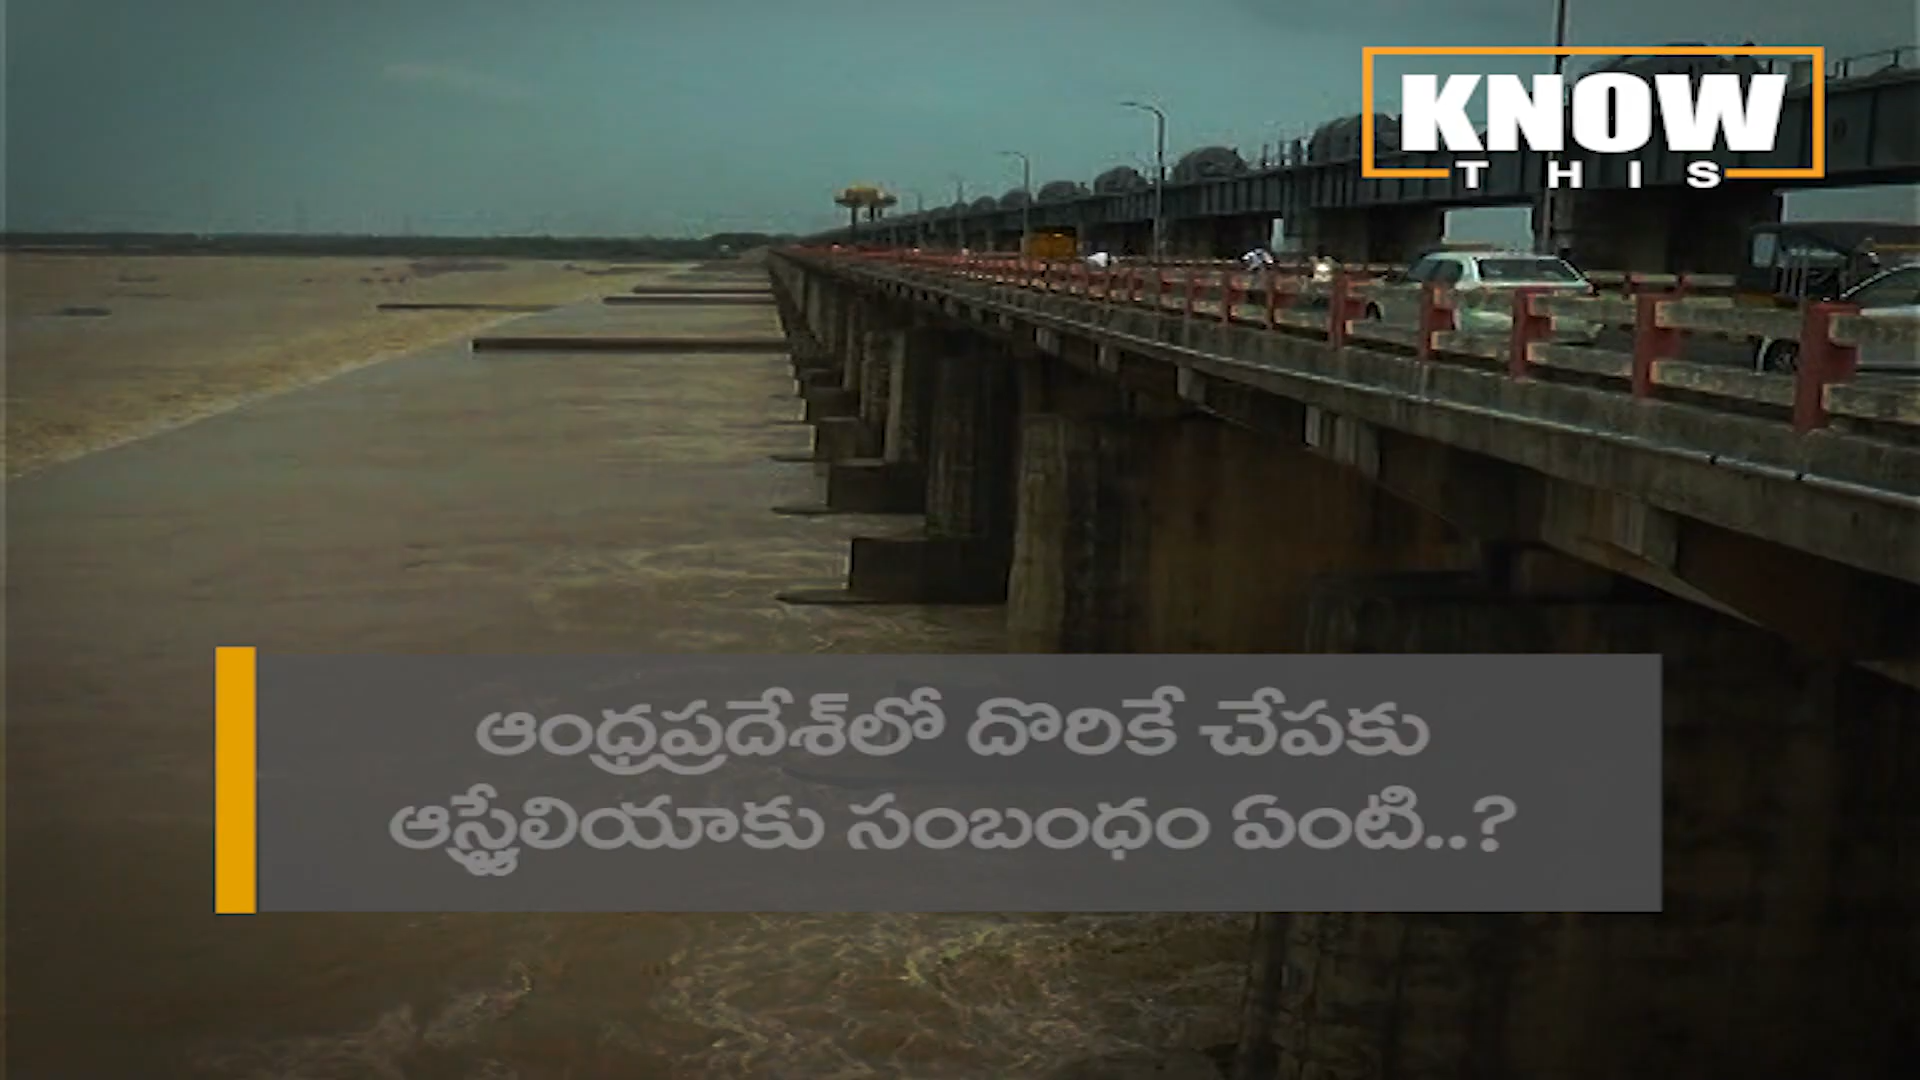 KNOW
THIS
ఆంధ్రప్రదేశ్‌లో దొరికే చేపకు
ఆస్ట్రేలియాకు సంబంధం ఏంటి..?